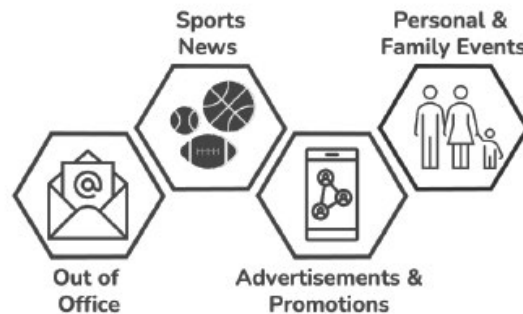 Sports
News
Personal &
Family Events
@
Out of
Office
Advertisements &
Promotions